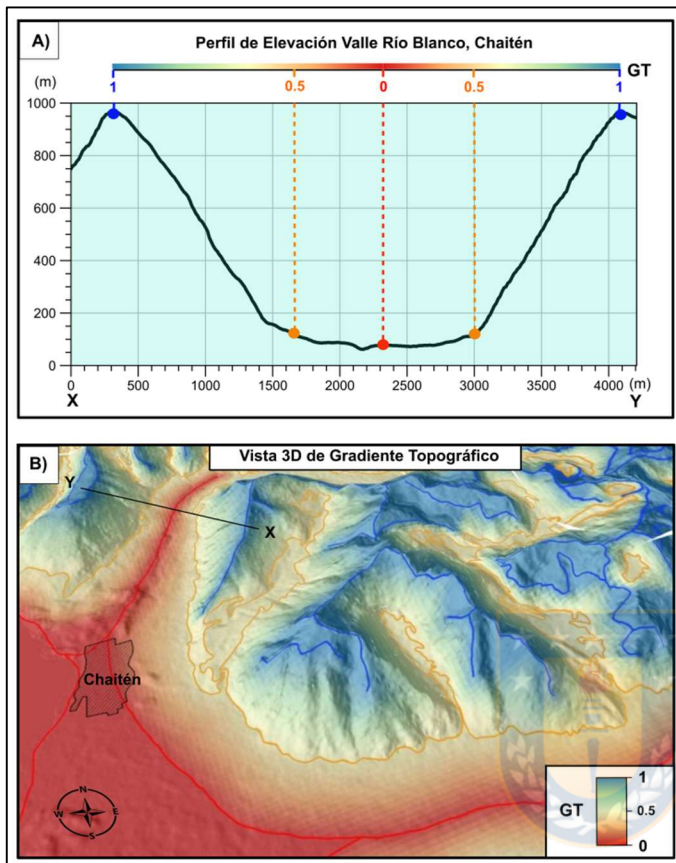 A)
Perfil de Elevación Valle Río Blanco, Chaitén
GT
(m)
1 0.5 0 0.5 1
1000
800
600
400
200
0
0 500 1000 1500 2000 2500 3000 3500 4000 (m)
X Y
B)
Vista 3D de Gradiente Topográfico
Y
X
Chaitén
N
W E
S
GT
1
0.5
0